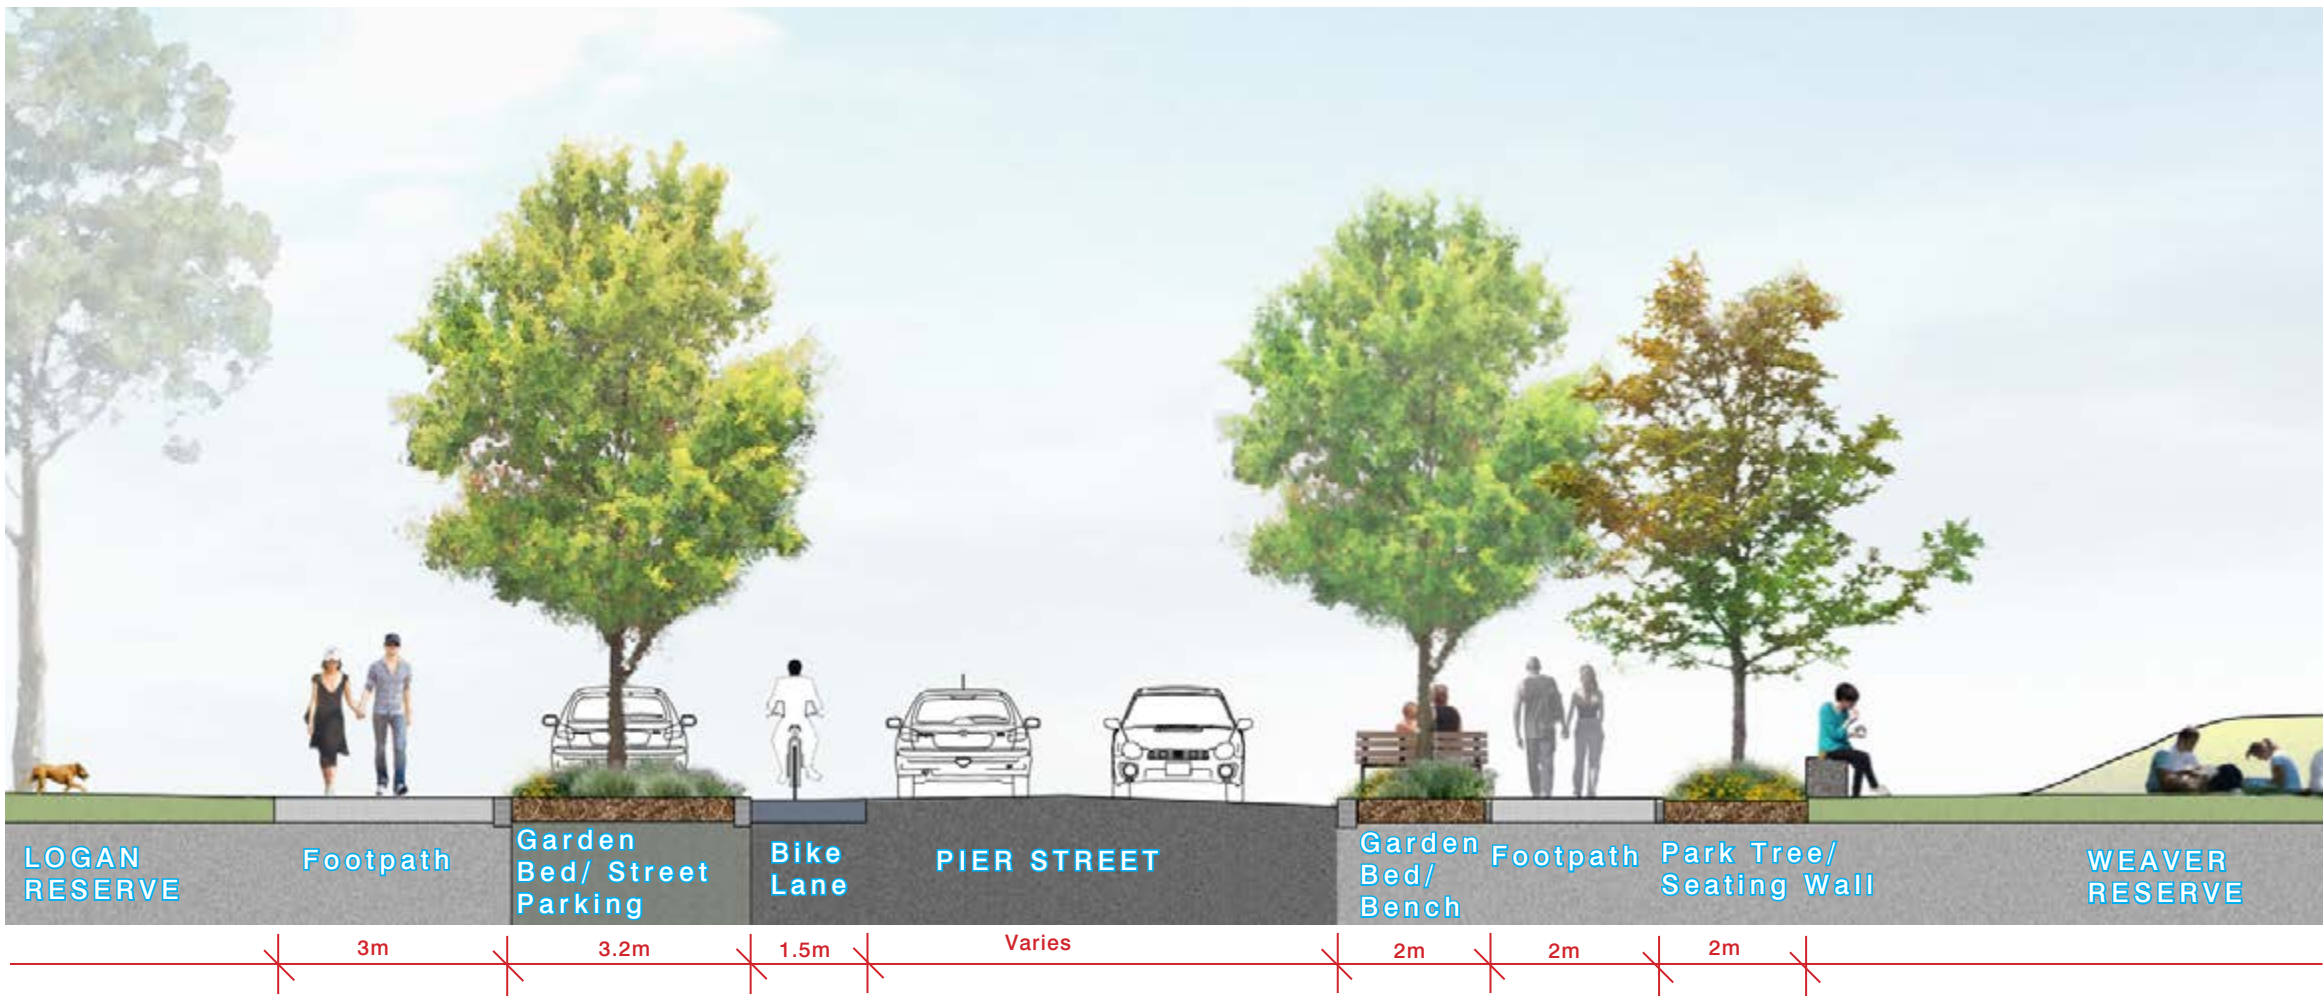 LOGAN
RESERVE
Footpath
Garden
Bed/ Street
Parking
Bike
Lane
PIER STREET
Garden
Bed/
Bench
Footpath
Park Tree/
Seating Wall
WEAVER
RESERVE
3m
3.2m
1.5m
Varies
2m
2m
2m